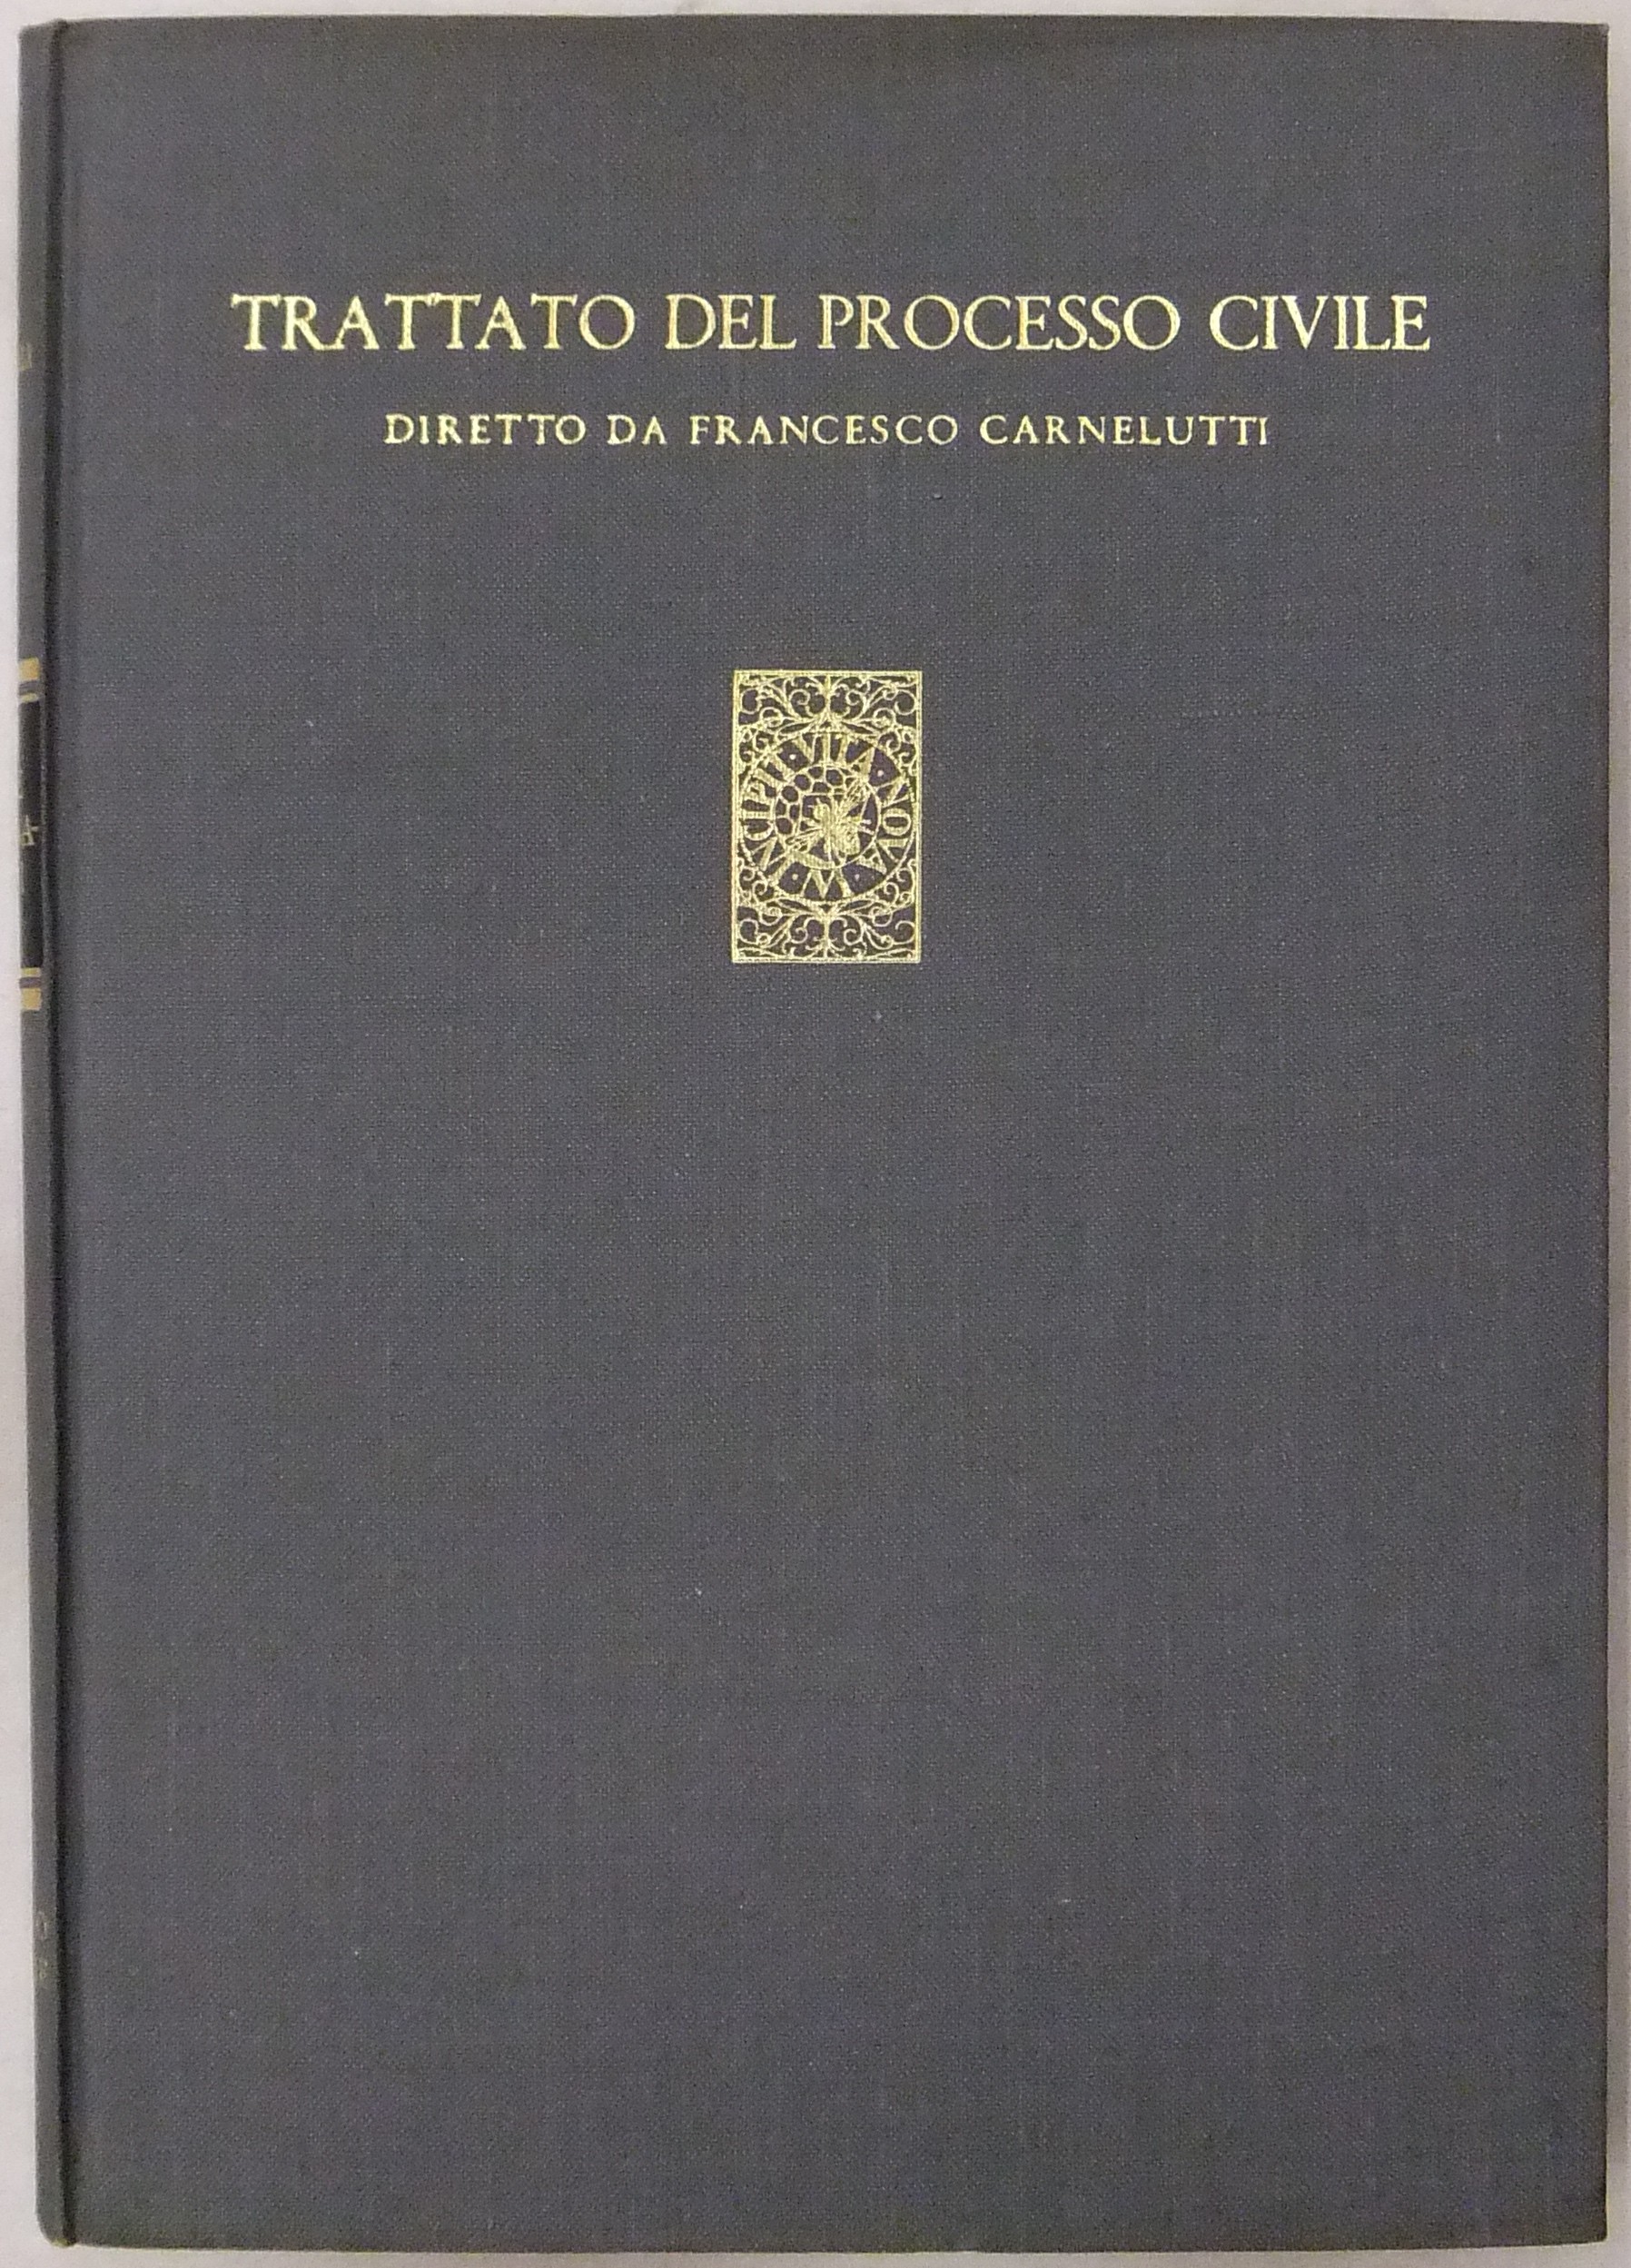 TRATTATO DEL PROCESSO CIVILE
DIRETTO DA FRANCESCO CARNELUTTI